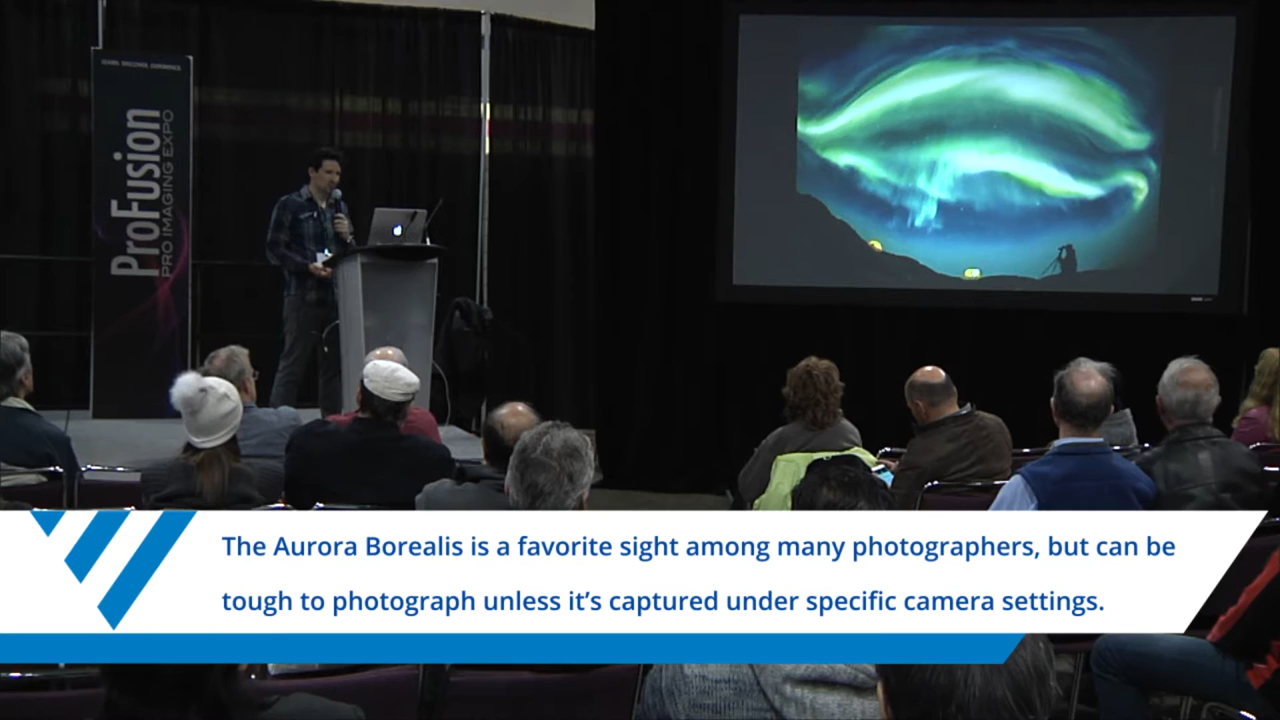 ProFusion
PRO IMAGING EXPO
The Aurora Borealis is a favorite sight among many photographers, but can be
tough to photograph unless it’s captured under specific camera settings.